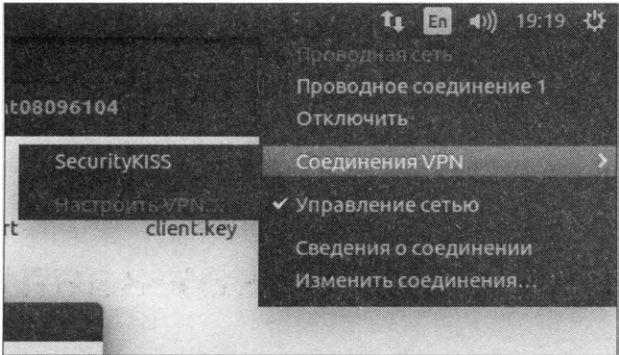 En 19:19
Проводная сеть
Проводное соединение 1
nt08096104
Отключить
SecurityKISS
Соединения VPN
Настроить VPN...
Управление сетью
rt
client.key
Сведения о соединении
Изменить соединения...